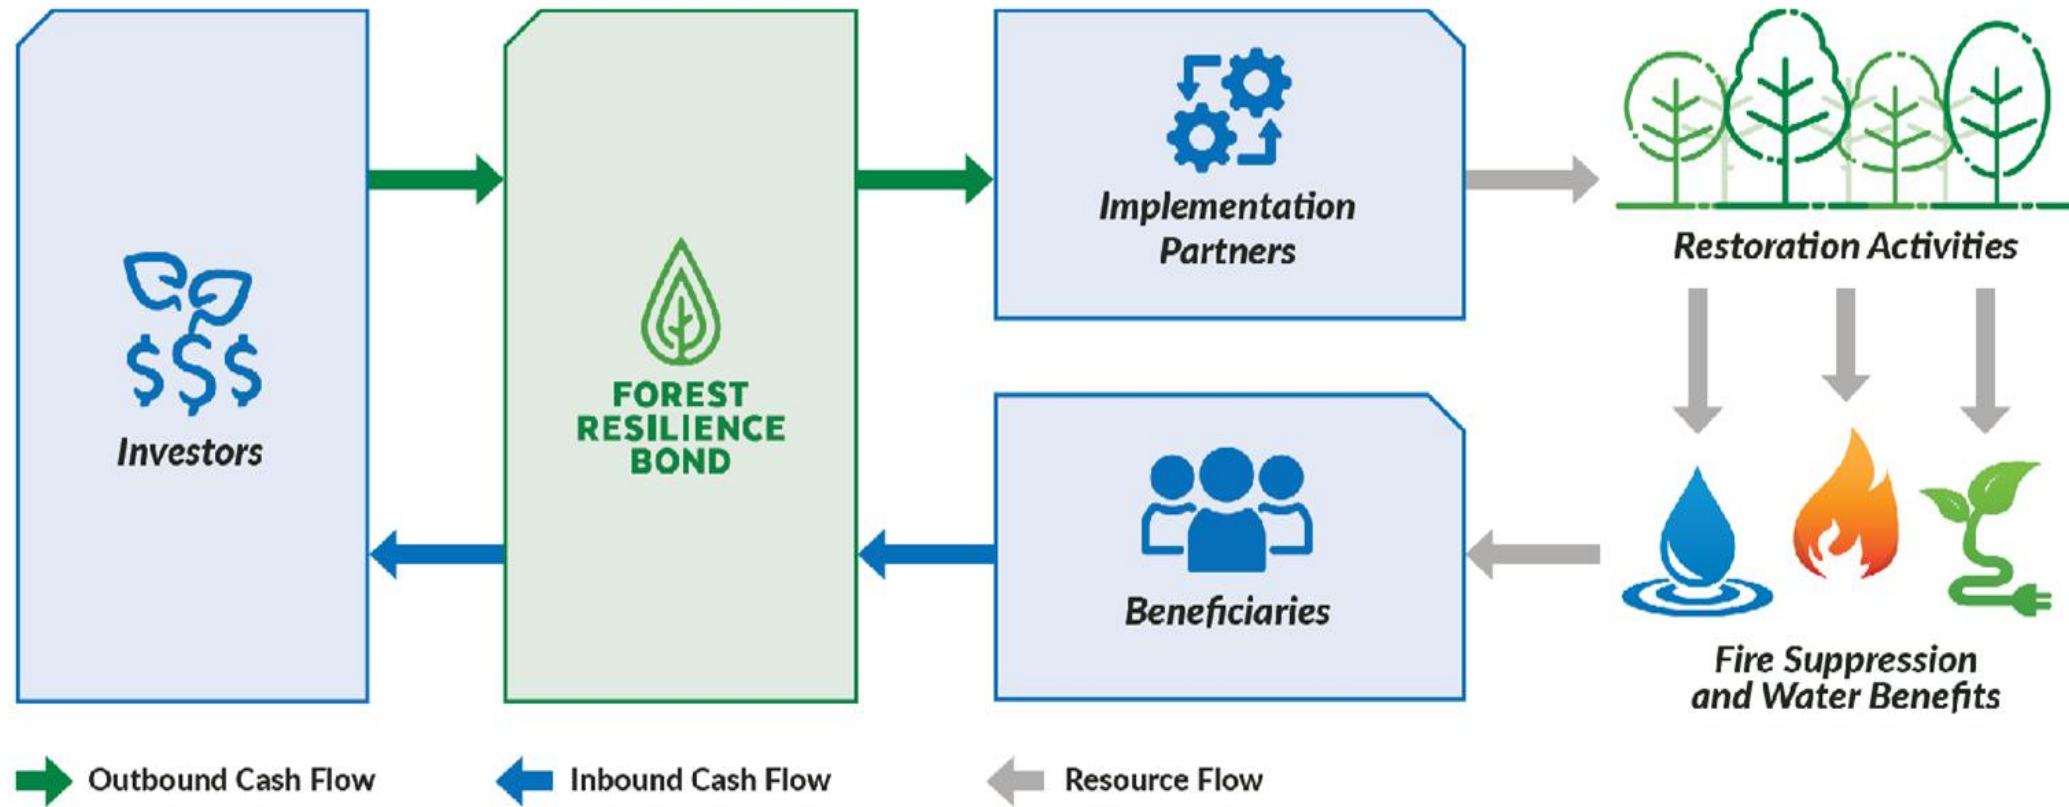 Investors
FOREST
RESILIENCE
BOND
Implementation
Partners
Restoration Activities
Beneficiaries
Fire Suppression
and Water Benefits
Outbound Cash Flow
Inbound Cash Flow
Resource Flow